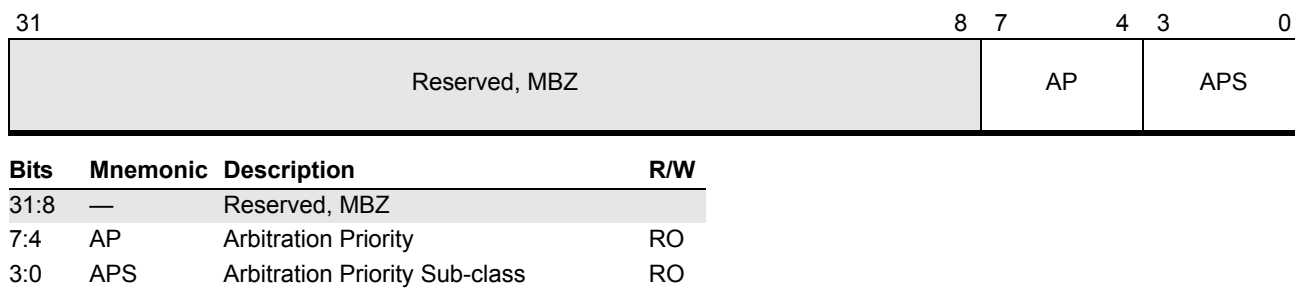 31 8 7 4 3 0
Reserved, MBZ AP APS
Bits Mnemonic Description R/W
31:8 — Reserved, MBZ
7:4 AP Arbitration Priority RO
3:0 APS Arbitration Priority Sub-class RO